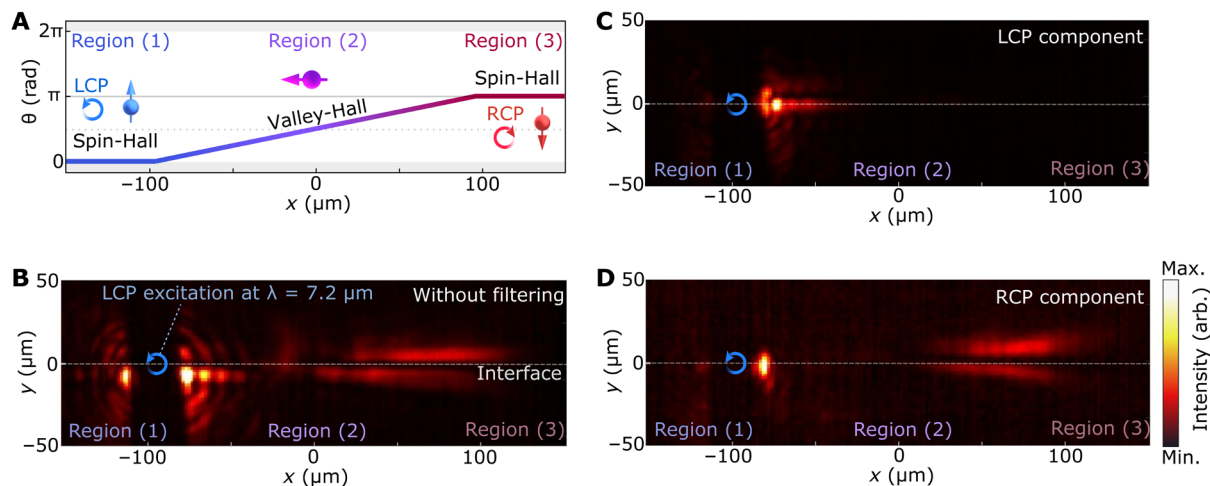 A
2π
π
0
θ (rad)
Region (1)
Region (2)
Region (3)
LCP
Spin-Hall
Valley-Hall
Spin-Hall
RCP
−100
0
100
x (μm)
B
50
0
−50
y (μm)
LCP excitation at λ = 7.2 μm
Without filtering
Interface
Region (1)
Region (2)
Region (3)
−100
0
100
x (μm)
C
50
0
−50
y (μm)
LCP component
Region (1)
Region (2)
Region (3)
−100
0
100
x (μm)
D
50
0
−50
y (μm)
RCP component
Region (1)
Region (2)
Region (3)
−100
0
100
x (μm)
Max.
Intensity (arb.)
Min.